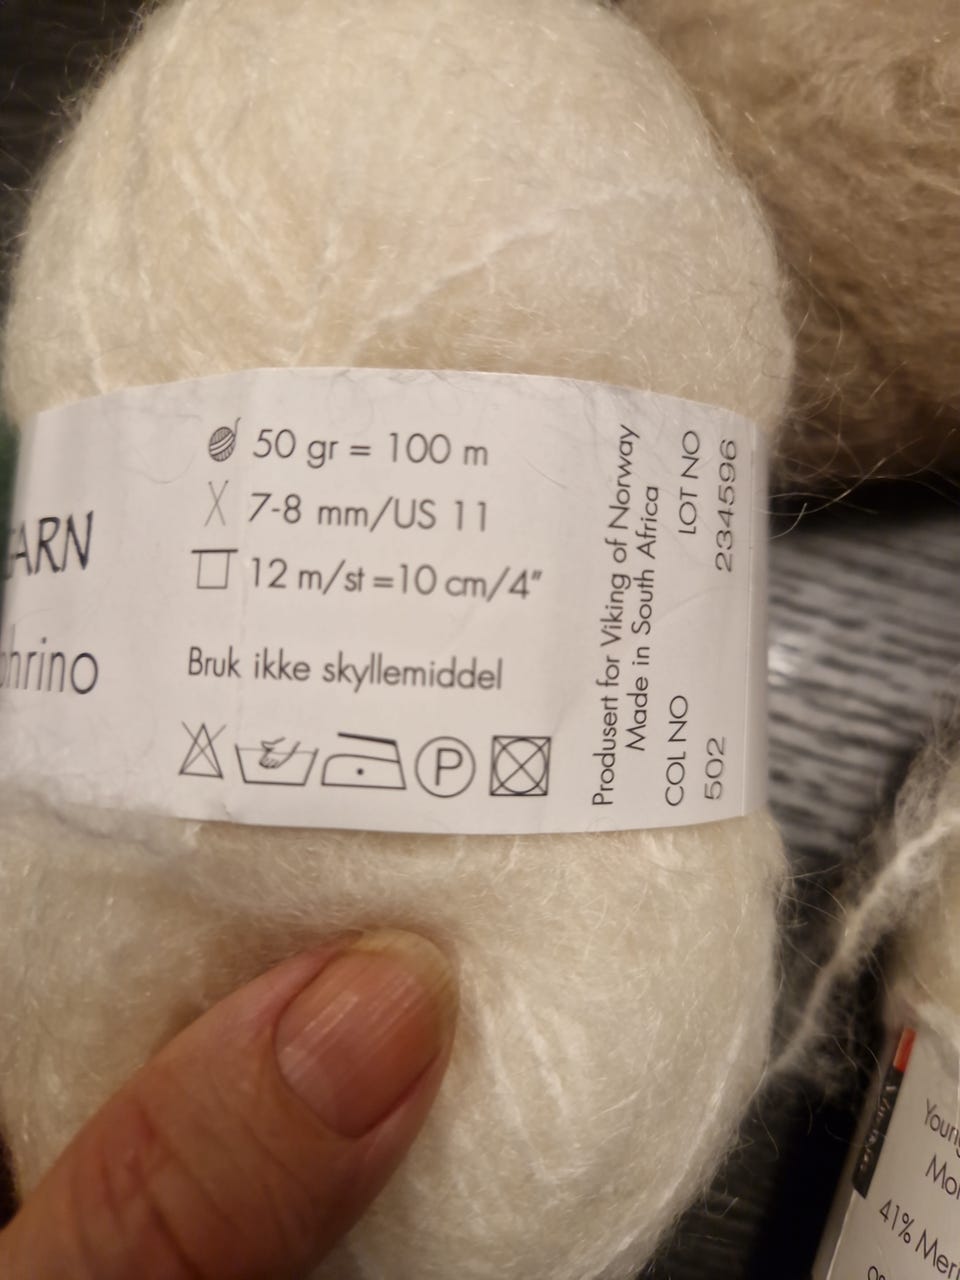 ARN
hrino
50 gr = 100 m
7-8 mm/US 11
12 m/st =10 cm/4"
Bruk ikke skyllemiddel
P
Produsert for Viking of Norway
Made in South Africa
COL NO LOT NO
502 234596
Young
41% Meri